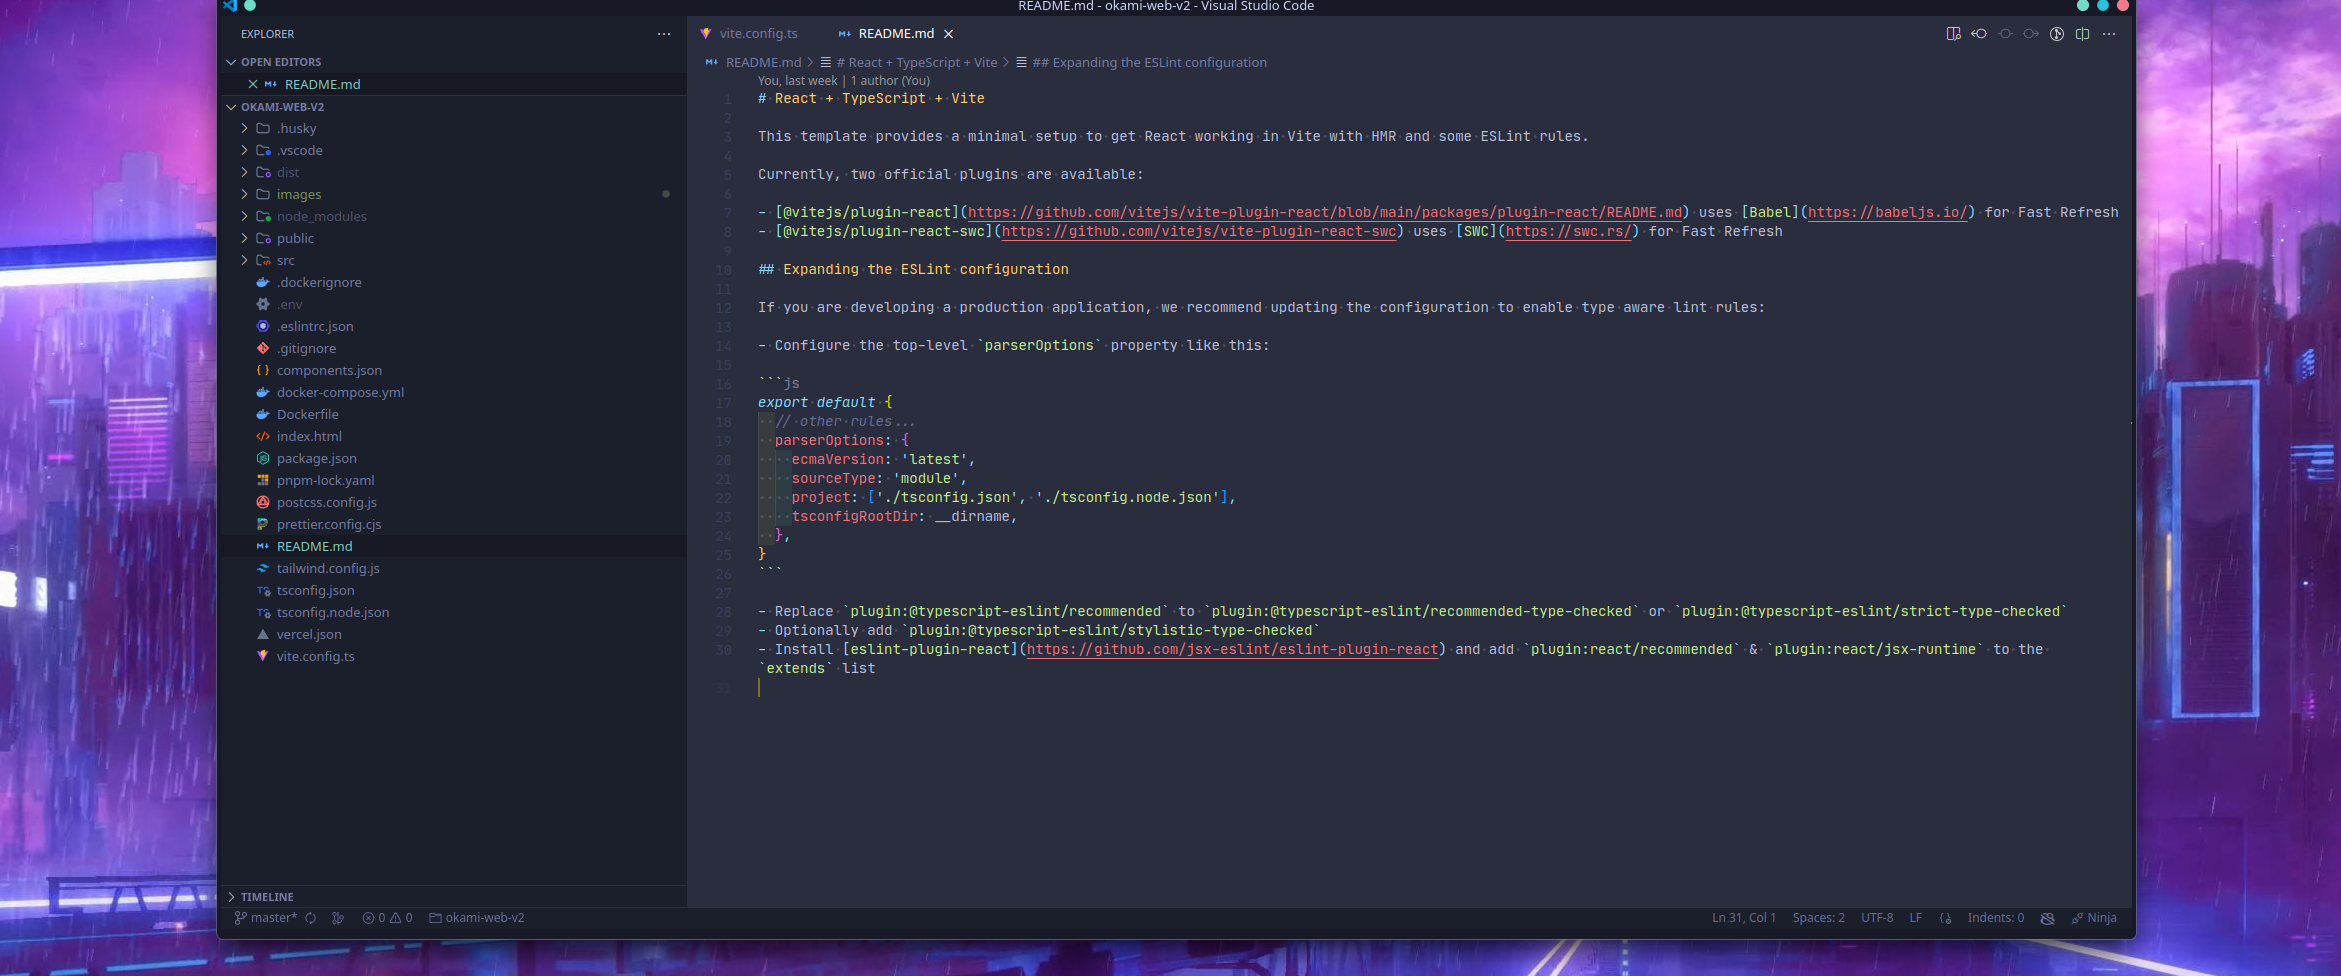 README.md - okami-web-v2 - Visual Studio Code
EXPLORER
OPEN EDITORS
README.md
OKAMI-WEB-V2
.husky
.vscode
dist
images
node_modules
public
src
.dockerignore
.env
.eslintrc.json
.gitignore
components.json
docker-compose.yml
Dockerfile
index.html
package.json
pnpm-lock.yaml
postcss.config.js
prettier.config.cjs
README.md
tailwind.config.js
tsconfig.json
tsconfig.node.json
vercel.json
vite.config.ts
TIMELINE
vite.config.ts README.md
README.md > # React + TypeScript + Vite > ## Expanding the ESLint configuration
You, last week | 1 author (You)
1 # React + TypeScript + Vite
2
3 This template provides a minimal setup to get React working in Vite with HMR and some ESLint rules.
4
5 Currently, two official plugins are available:
6
7 - [@vitejs/plugin-react](https://github.com/vitejs/vite-plugin-react/blob/main/packages/plugin-react/README.md) uses [Babel](https://babeljs.io/) for Fast Refresh
8 - [@vitejs/plugin-react-swc](https://github.com/vitejs/vite-plugin-react-swc) uses [SWC](https://swc.rs/) for Fast Refresh
9
10 ## Expanding the ESLint configuration
11
12 If you are developing a production application, we recommend updating the configuration to enable type aware lint rules:
13
14 - Configure the top-level `parserOptions` property like this:
15
16 ```js
17 export default {
18 // other rules...
19 parserOptions: {
20 ecmaVersion: 'latest',
21 sourceType: 'module',
22 project: ['./tsconfig.json', './tsconfig.node.json'],
23 tsconfigRootDir: __dirname,
24 },
25 }
26 ```
27
28 - Replace `plugin:@typescript-eslint/recommended` to `plugin:@typescript-eslint/recommended-type-checked` or `plugin:@typescript-eslint/strict-type-checked`
29 - Optionally add `plugin:@typescript-eslint/stylistic-type-checked`
30 - Install [eslint-plugin-react](https://github.com/jsx-eslint/eslint-plugin-react) and add `plugin:react/recommended` & `plugin:react/jsx-runtime` to the
`extends` list
31
master* 0 0 okami-web-v2 Ln 31, Col 1 Spaces: 2 UTF-8 LF Indents: 0 Ninja